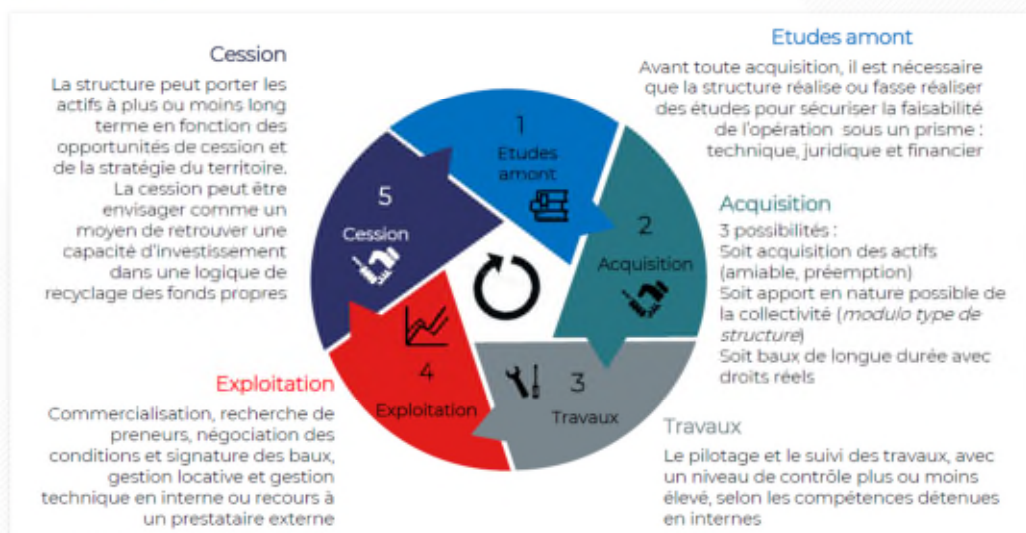 Cession
La structure peut porter les
actifs à plus ou moins long
terme en fonction des
opportunités de cession et
de la stratégie du territoire.
La cession peut être
envisager comme un
moyen de retrouver une
capacité d'investissement
dans une logique de
recyclage des fonds propres
Etudes amont
Avant toute acquisition, il est nécessaire
que la structure réalise ou fasse réaliser
des études pour sécuriser la faisabilité
de l'opération sous un prisme :
technique, juridique et financier
1
Etudes
amont
2
Acquisition
3
Travaux
4
Exploitation
5
Cession
Acquisition
3 possibilités :
Soit acquisition des actifs
(amiable, préemption)
Soit apport en nature possible de
la collectivité (modulo type de
structure)
Soit baux de longue durée avec
droits réels
Exploitation
Commercialisation, recherche de
preneurs, négociation des
conditions et signature des baux,
gestion locative et gestion
technique en interne ou recours à
un prestataire externe
Travaux
Le pilotage et le suivi des travaux, avec
un niveau de contrôle plus ou moins
élevé, selon les compétences détenues
en internes